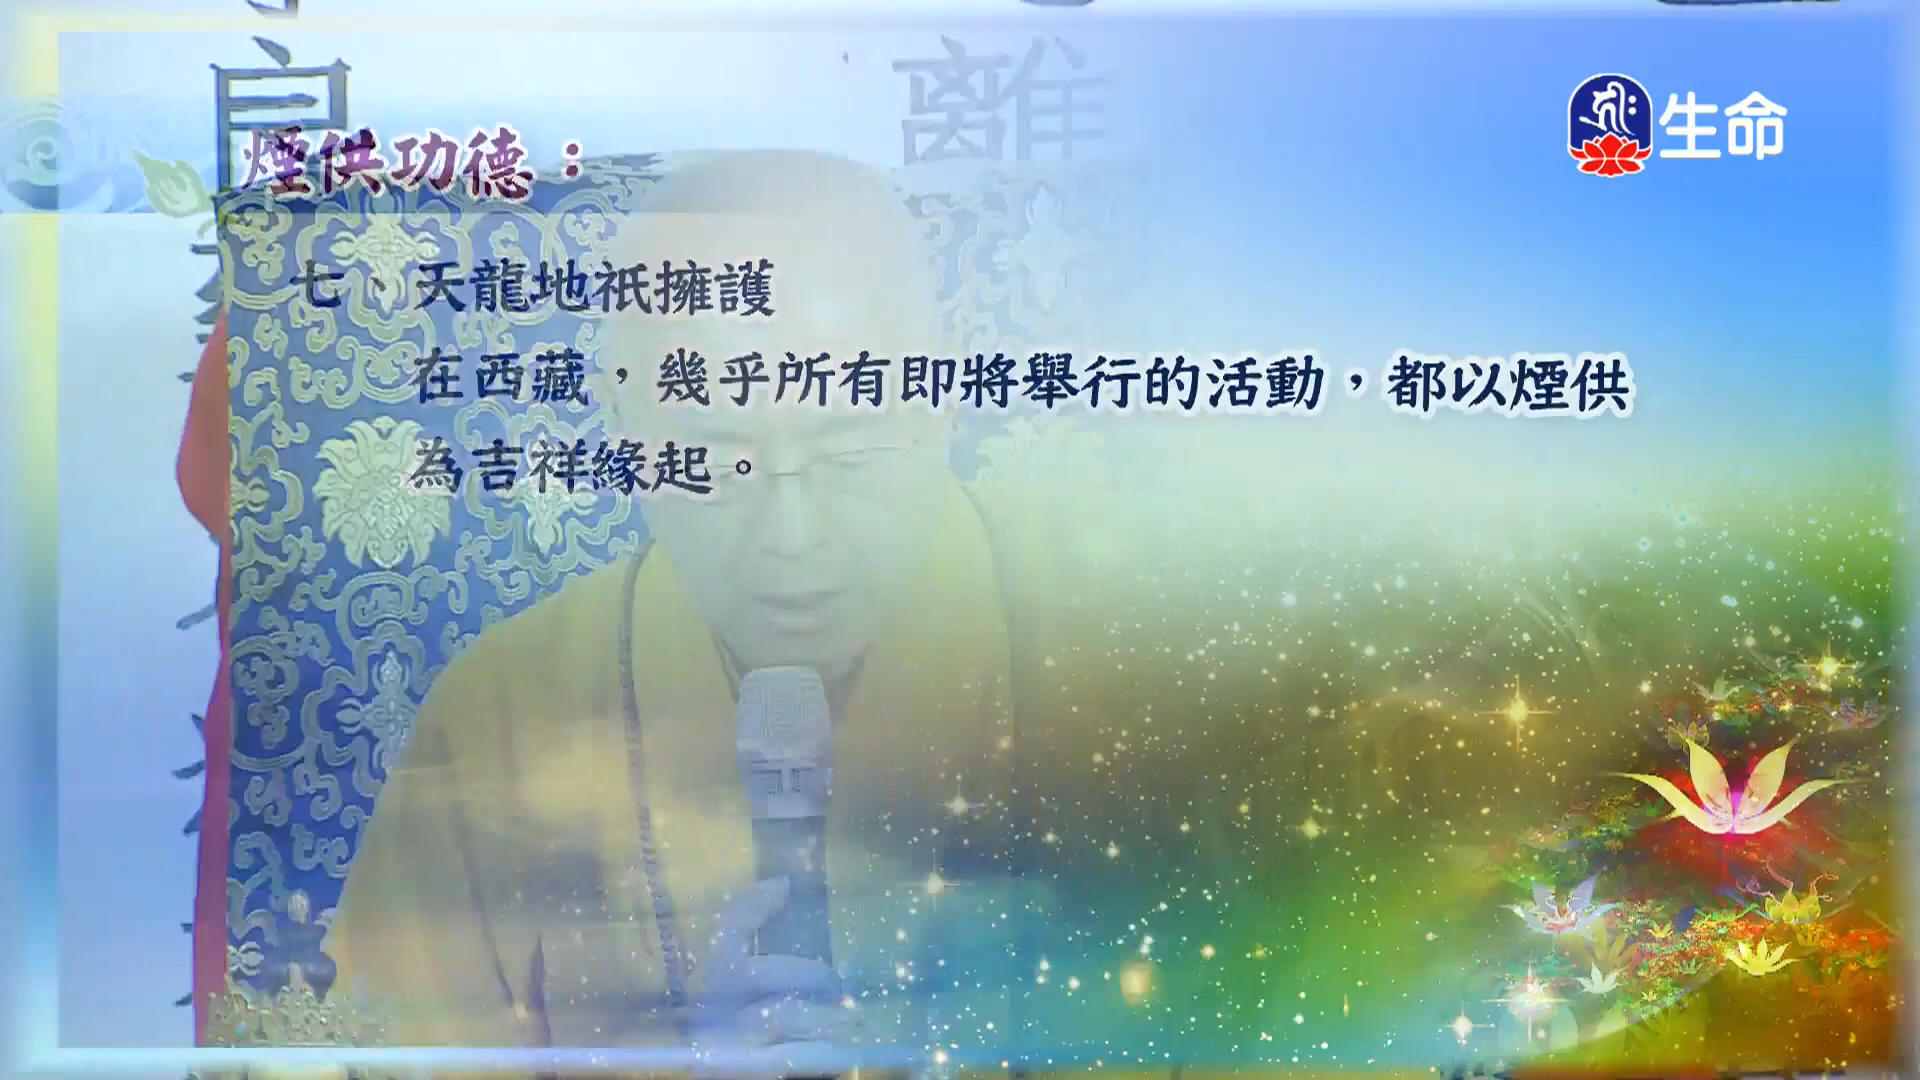 離
生命
煙供功德：
七、天龍地祇擁護
在西藏，幾乎所有即將舉行的活動，都以煙供
為吉祥緣起。